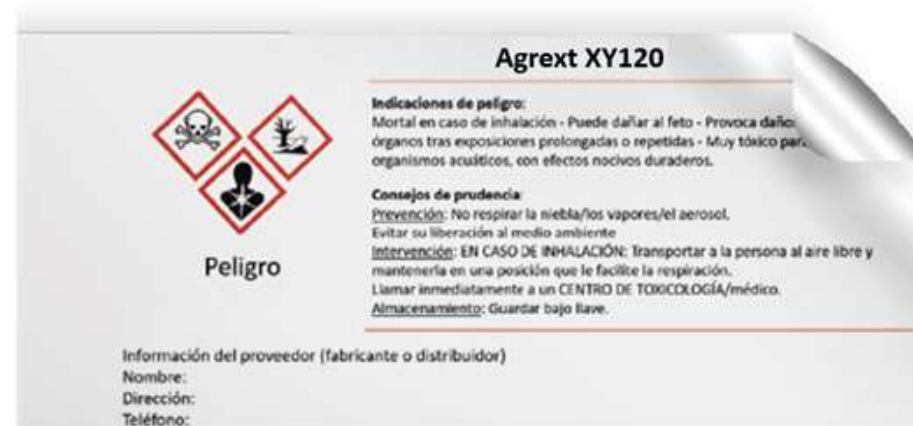 Agrext XY120
Indicaciones de peligro:
Mortal en caso de inhalación - Puede dañar al feto - Provoca daños
órganos tras exposiciones prolongadas o repetidas - Muy tóxico para
organismos acuáticos, con efectos nocivos duraderos.
Consejos de prudencia:
Prevención: No respirar la niebla/los vapores/el aerosol.
Evitar su liberación al medio ambiente
Intervención: EN CASO DE INHALACIÓN: Transportar a la persona al aire libre y
mantenerla en una posición que le facilite la respiración.
Llamar inmediatamente a un CENTRO DE TOXICOLOGÍA/médico.
Almacenamiento: Guardar bajo llave.
Peligro
Información del proveedor (fabricante o distribuidor)
Nombre:
Dirección:
Teléfono: